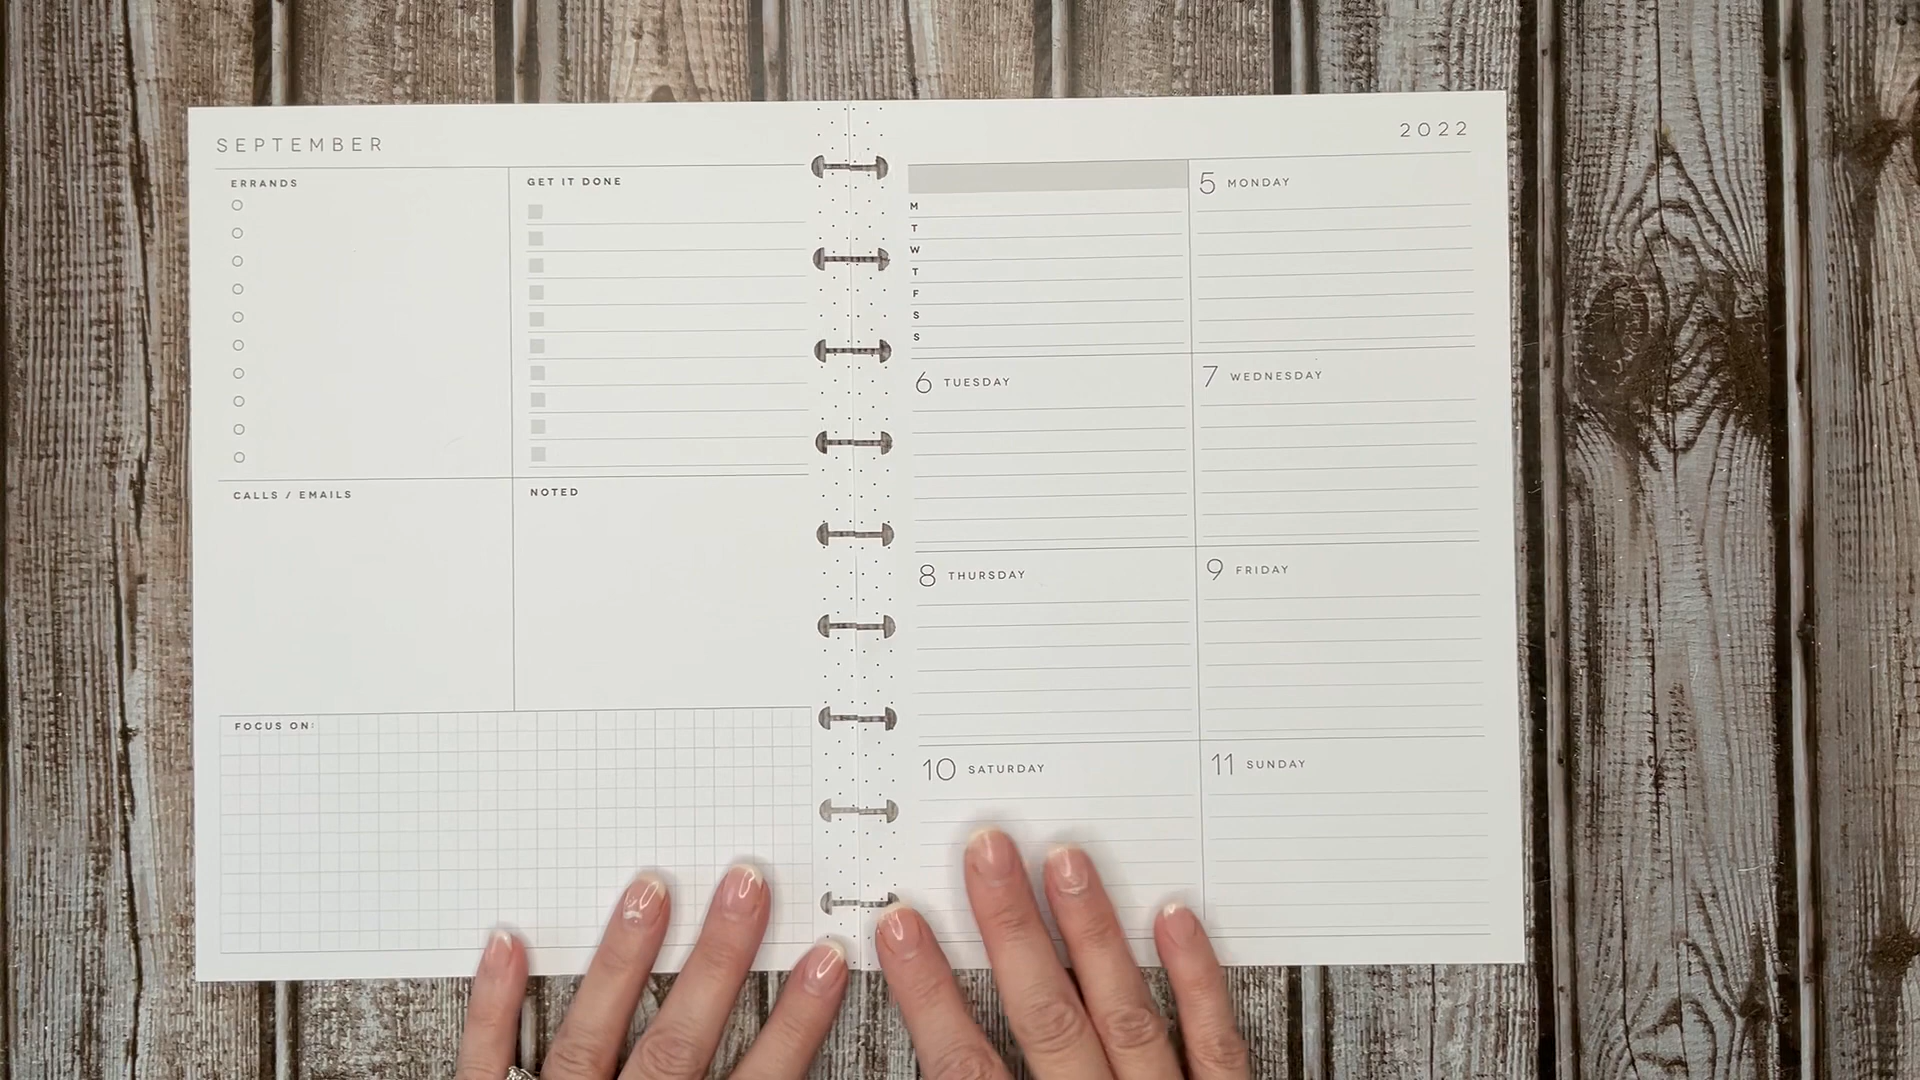 SEPTEMBER
ERRANDS
GET IT DONE
CALLS / EMAILS
NOTED
FOCUS ON:
2022
M
T
W
T
F
S
S
5 MONDAY
6 TUESDAY
7 WEDNESDAY
8 THURSDAY
9 FRIDAY
10 SATURDAY
11 SUNDAY